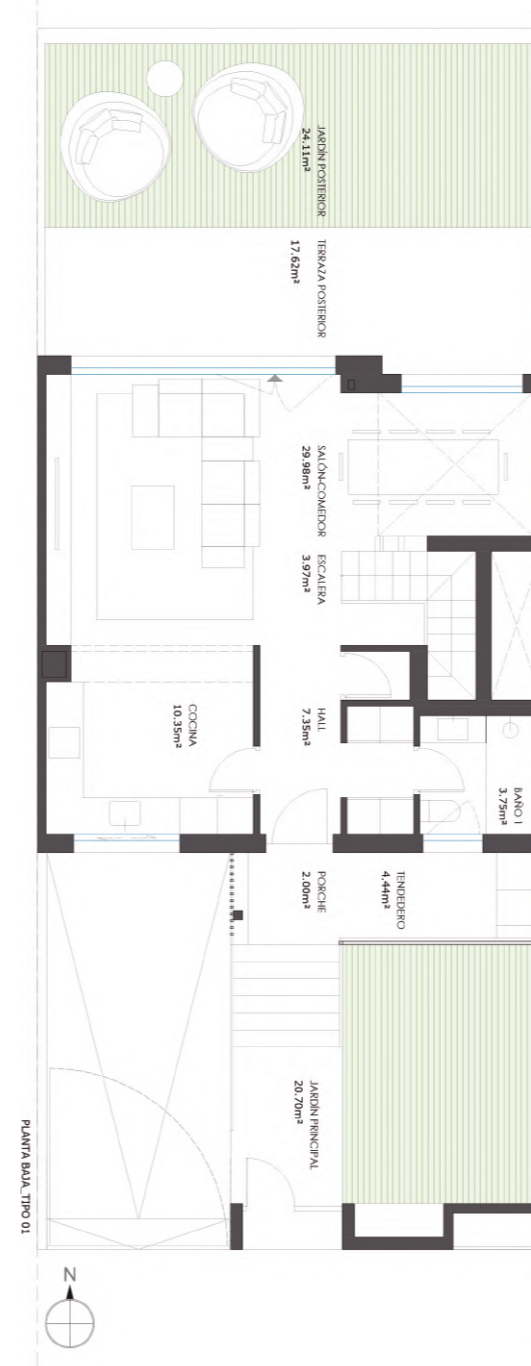 JARDÍN POSTERIOR
24.11m²
TERRAZA POSTERIOR
17.62m²
SALÓN-COMEDOR
29.98m²
ESCALERA
3.97m²
COCINA
10.35m²
HALL
7.35m²
BAÑO 1
3.75m²
PORCHE
2.00m²
TENDEDERO
4.44m²
JARDÍN PRINCIPAL
20.70m²
PLANTA BAJA_TIPO 01
N